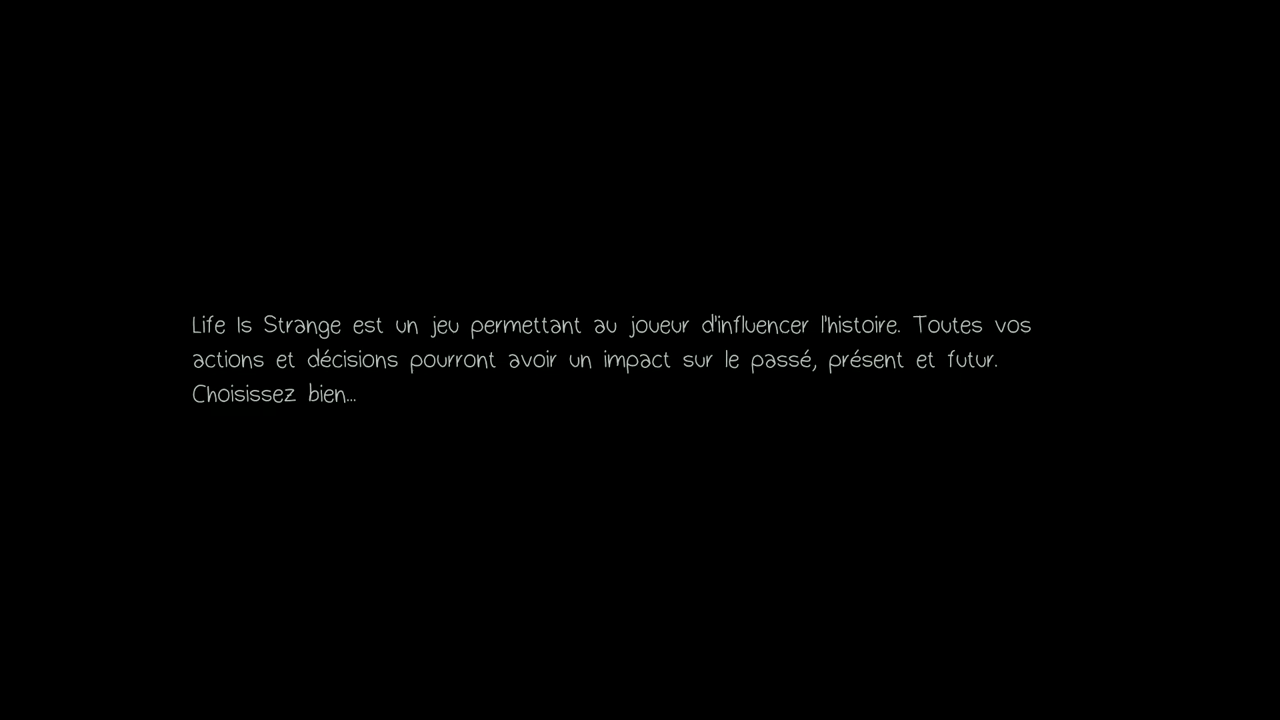 Life Is Strange est un jeu permettant au joueur d'influencer l'histoire. Toutes vos
actions et décisions pourront avoir un impact sur le passé, présent et futur.
Choisissez bien...